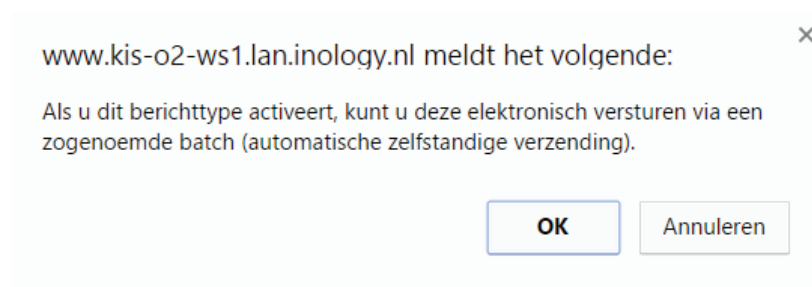 www.kis-o2-ws1.lan.inology.nl meldt het volgende:
Als u dit berichttype activeert, kunt u deze elektronisch versturen via een
zogenoemde batch (automatische zelfstandige verzending).
OK Annuleren